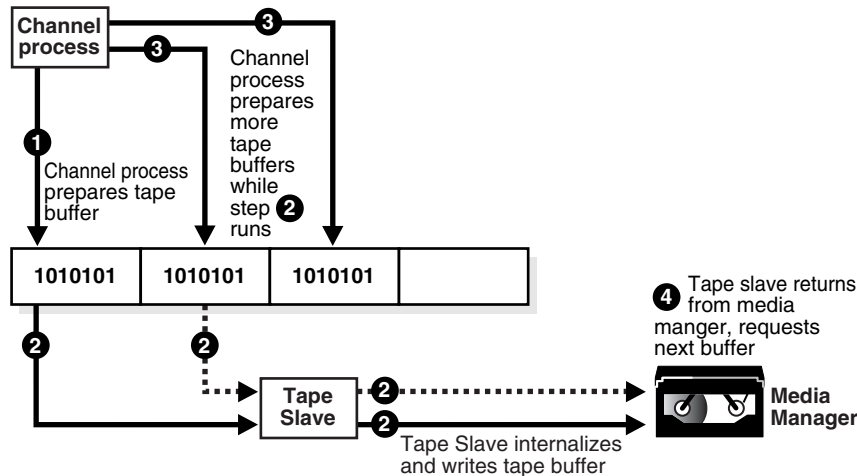 Channel
process
3
3
Channel
process
prepares
more
tape
buffers
while
step 2
runs
1
Channel process
prepares tape
buffer
1010101 1010101 1010101
4 Tape slave returns
from media
manger, requests
next buffer
2
2
Tape
Slave
2
2
Media
Manager
Tape Slave internalizes
and writes tape buffer